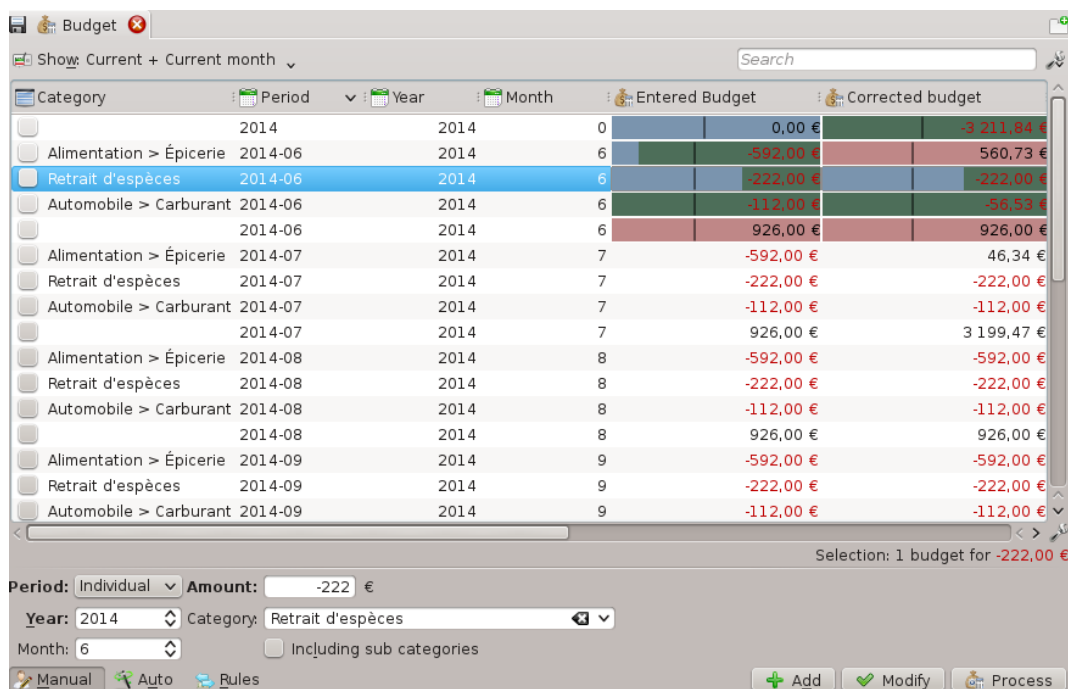 Budget
Show: Current + Current month Search
Category Period Year Month Entered Budget Corrected budget
2014 2014 0 0,00 € -3 211,84 €
Alimentation > Épicerie 2014-06 2014 6 -592,00 € 560,73 €
Retrait d'espèces 2014-06 2014 6 -222,00 € -222,00 €
Automobile > Carburant 2014-06 2014 6 -112,00 € -56,53 €
2014-06 2014 6 926,00 € 926,00 €
Alimentation > Épicerie 2014-07 2014 7 -592,00 € 46,34 €
Retrait d'espèces 2014-07 2014 7 -222,00 € -222,00 €
Automobile > Carburant 2014-07 2014 7 -112,00 € -112,00 €
2014-07 2014 7 926,00 € 3 199,47 €
Alimentation > Épicerie 2014-08 2014 8 -592,00 € -592,00 €
Retrait d'espèces 2014-08 2014 8 -222,00 € -222,00 €
Automobile > Carburant 2014-08 2014 8 -112,00 € -112,00 €
2014-08 2014 8 926,00 € 926,00 €
Alimentation > Épicerie 2014-09 2014 9 -592,00 € -592,00 €
Retrait d'espèces 2014-09 2014 9 -222,00 € -222,00 €
Automobile > Carburant 2014-09 2014 9 -112,00 € -112,00 €
Selection: 1 budget for -222,00 €
Period: Individual Amount: -222 €
Year: 2014 Category: Retrait d'espèces
Month: 6 Including sub categories
Manual Auto Rules Add Modify Process